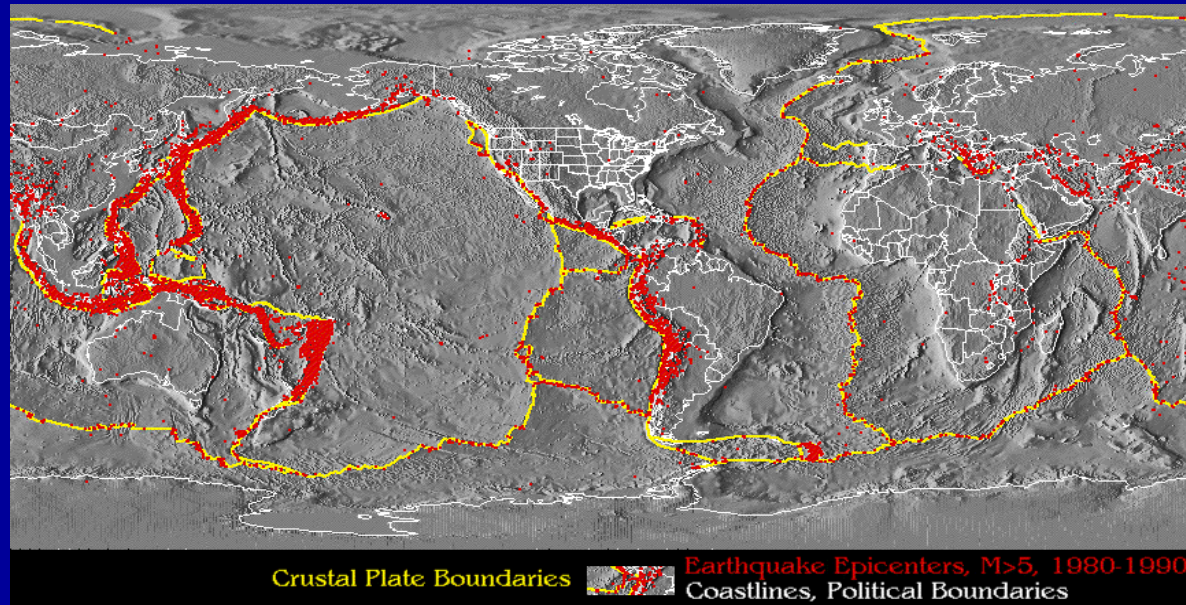 Crustal Plate Boundaries
Earthquake Epicenters, M>5, 1980-1990
Coastlines, Political Boundaries